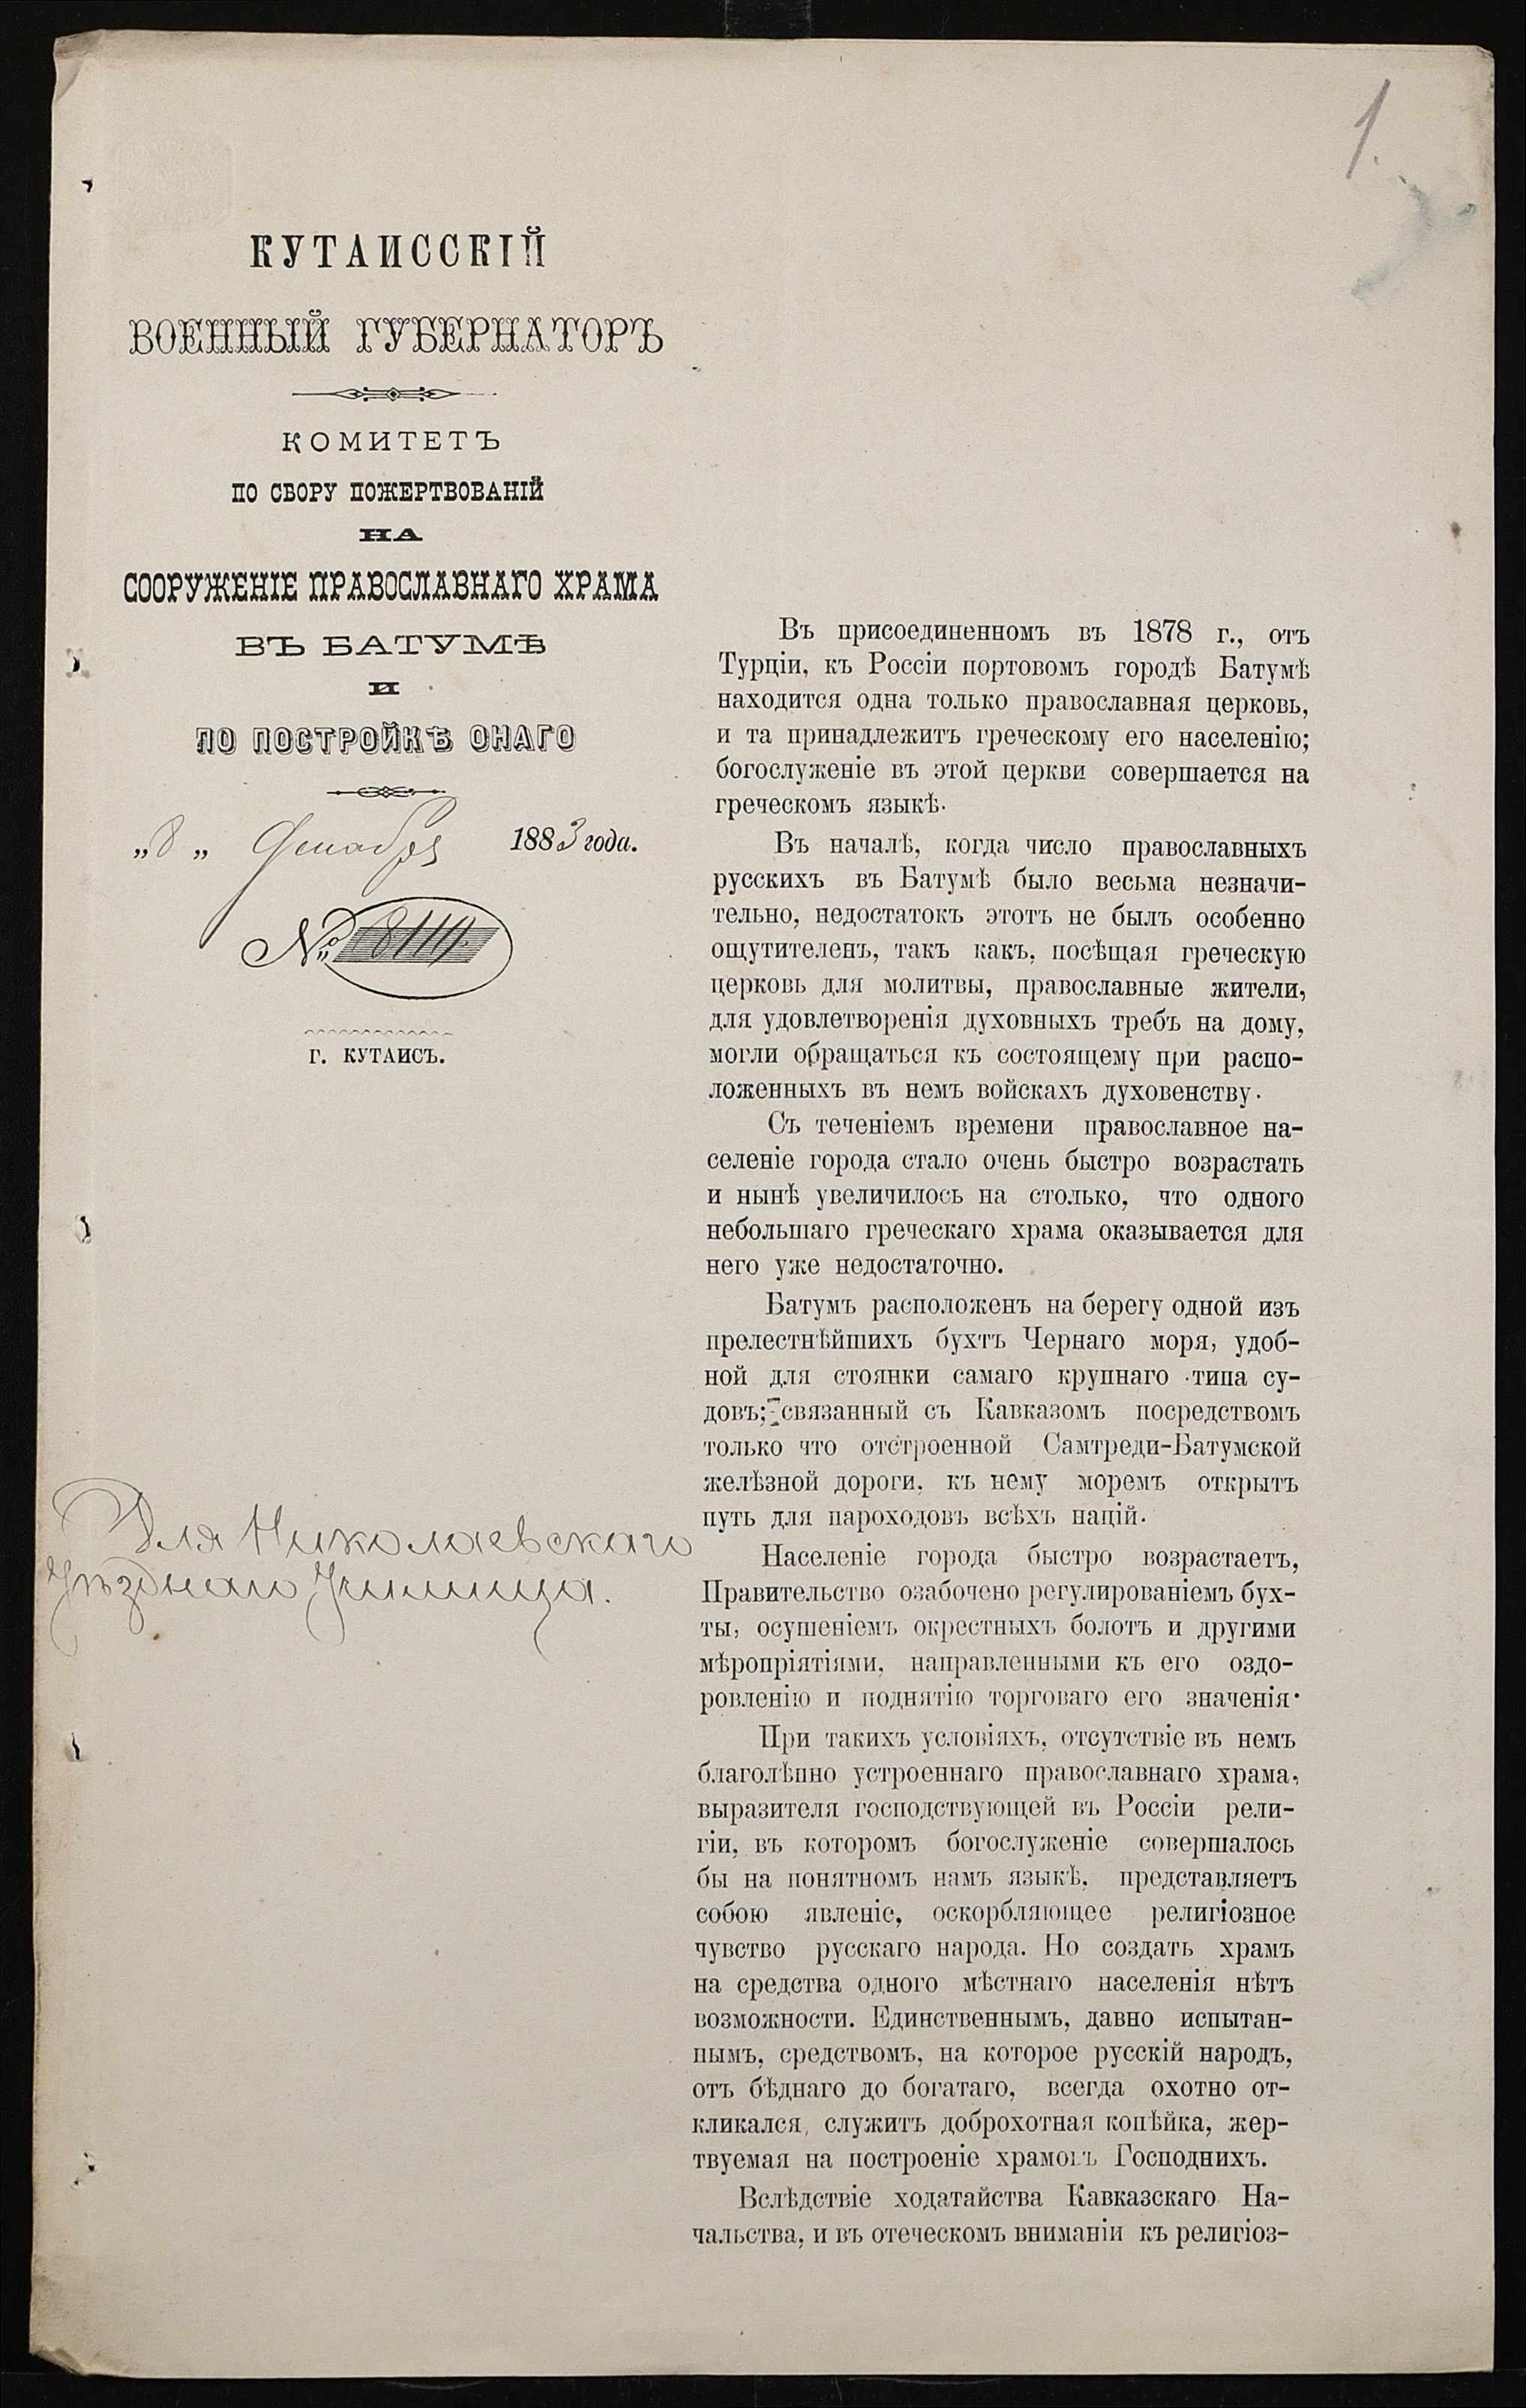 1.
КУТАИССКІЙ
ВОЕННЫЙ ГУБЕРНАТОРЪ
КОМИТЕТЪ
ПО СБОРУ ПОЖЕРТВОВАНІЙ
НА
СООРУЖЕНІЕ ПРАВОСЛАВНАГО ХРАМА
ВЪ БАТУМѢ
И
ПО ПОСТРОЙКѢ ОНАГО
„8„ Декабря 1883 года.
№ 8119.
Г. КУТАИСЪ.
Для Николаевскаго
Уѣзднаго Училища.
Въ присоединенномъ въ 1878 г., отъ
Турціи, къ Россіи портовомъ городѣ Батумѣ
находится одна только православная церковь,
и та принадлежитъ греческому его населенію;
богослуженіе въ этой церкви совершается на
греческомъ языкѣ.
Въ началѣ, когда число православныхъ
русскихъ въ Батумѣ было весьма незначи-
тельно, недостатокъ этотъ не былъ особенно
ощутителенъ, такъ какъ, посѣщая греческую
церковь для молитвы, православные жители,
для удовлетворенія духовныхъ требъ на дому,
могли обращаться къ состоящему при распо-
ложенныхъ въ немъ войскахъ духовенству.
Съ теченіемъ времени православное на-
селеніе города стало очень быстро возрастать
и нынѣ увеличилось на столько, что одного
небольшаго греческаго храма оказывается для
него уже недостаточно.
Батумъ расположенъ на берегу одной изъ
прелестнѣйшихъ бухтъ Чернаго моря, удоб-
ной для стоянки самаго крупнаго типа су-
довъ; связанный съ Кавказомъ посредствомъ
только что отстроенной Самтреди-Батумской
желѣзной дороги, къ нему моремъ открытъ
путь для пароходовъ всѣхъ націй.
Населеніе города быстро возрастаетъ,
Правительство озабочено регулированіемъ бух-
ты, осушеніемъ окрестныхъ болотъ и другими
мѣропріятіями, направленными къ его оздо-
ровленію и поднятію торговаго его значенія.
При такихъ условіяхъ, отсутствіе въ немъ
благолѣпно устроеннаго православнаго храма,
выразителя господствующей въ Россіи рели-
гіи, въ которомъ богослуженіе совершалось
бы на понятномъ намъ языкѣ, представляетъ
собою явленіе, оскорбляющее религіозное
чувство русскаго народа. Но создать храмъ
на средства одного мѣстнаго населенія нѣтъ
возможности. Единственнымъ, давно испытан-
нымъ, средствомъ, на которое русскій народъ,
отъ бѣднаго до богатаго, всегда охотно от-
кликался, служитъ доброхотная копѣйка, жер-
твуемая на построеніе храмовъ Господнихъ.
Вслѣдствіе ходатайства Кавказскаго На-
чальства, и въ отеческомъ вниманіи къ религіоз-